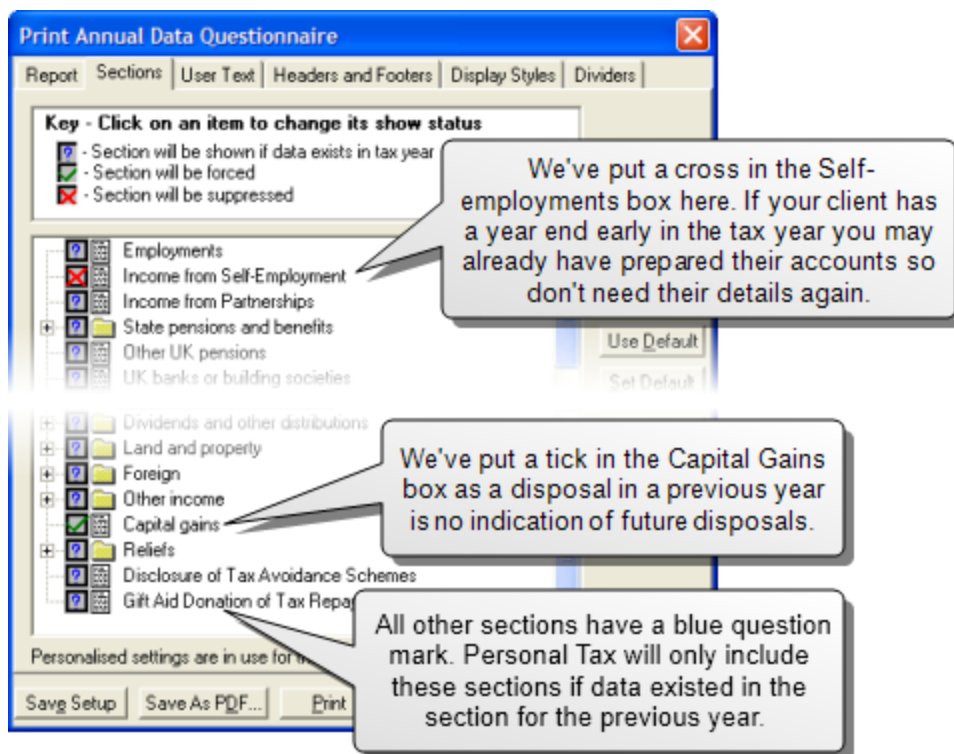 Print Annual Data Questionnaire
Report Sections User Text Headers and Footers Display Styles Dividers
Key - Click on an item to change its show status
? - Section will be shown if data exists in tax year
- Section will be forced
- Section will be suppressed
We've put a cross in the Self-
employments box here. If your client has
a year end early in the tax year you may
already have prepared their accounts so
don't need their details again.
Employments
Income from Self-Employment
Income from Partnerships
State pensions and benefits
Other UK pensions
UK banks or building societies
Use Default
Set Default
Dividends and other distributions
Land and property
Foreign
Other income
Capital gains
Reliefs
Disclosure of Tax Avoidance Schemes
Gift Aid Donation of Tax
We've put a tick in the Capital Gains
box as a disposal in a previous year
is no indication of future disposals.
All other sections have a blue question
mark. Personal Tax will only include
these sections if data existed in the
section for the previous year.
Personalised settings are in use for
Save Setup Save As PDF... Print